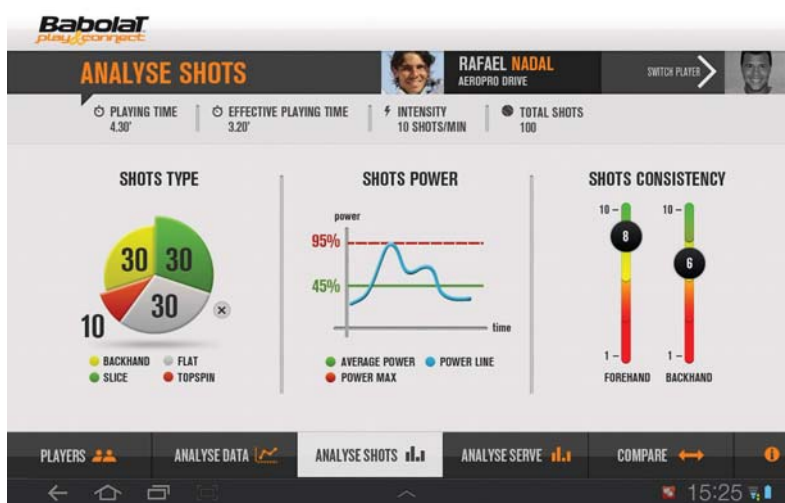 BabolaT
play&connect
ANALYSE SHOTS
RAFAEL NADAL
AEROPRO DRIVE
SWITCH PLAYER
PLAYING TIME
4.30'
EFFECTIVE PLAYING TIME
3.20'
INTENSITY
10 SHOTS/MIN
TOTAL SHOTS
100
SHOTS TYPE
30 30
30
10
BACKHAND FLAT
SLICE TOPSPIN
SHOTS POWER
power
95%
45%
time
AVERAGE POWER POWER LINE
POWER MAX
SHOTS CONSISTENCY
10 – 10 –
8
6
1 – 1 –
FOREHAND BACKHAND
PLAYERS ANALYSE DATA ANALYSE SHOTS ANALYSE SERVE COMPARE
15:25